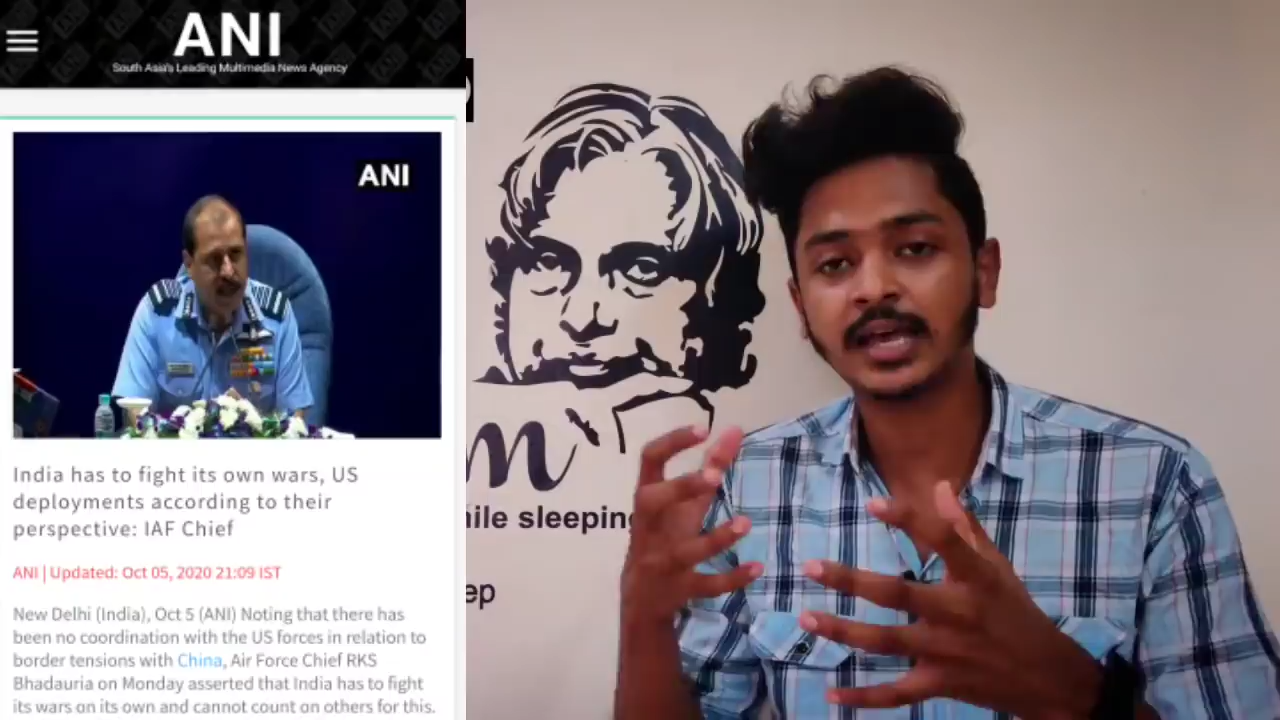 ANI
South Asia's Leading Multimedia News Agency
ANI
India has to fight its own wars, US
deployments according to their
perspective: IAF Chief
ANI | Updated: Oct 05, 2020 21:09 IST
New Delhi (India), Oct 5 (ANI) Noting that there has
been no coordination with the US forces in relation to
border tensions with China, Air Force Chief RKS
Bhadauria on Monday asserted that India has to fight
its wars on its own and cannot count on others for this.
m
hile sleeping
ep